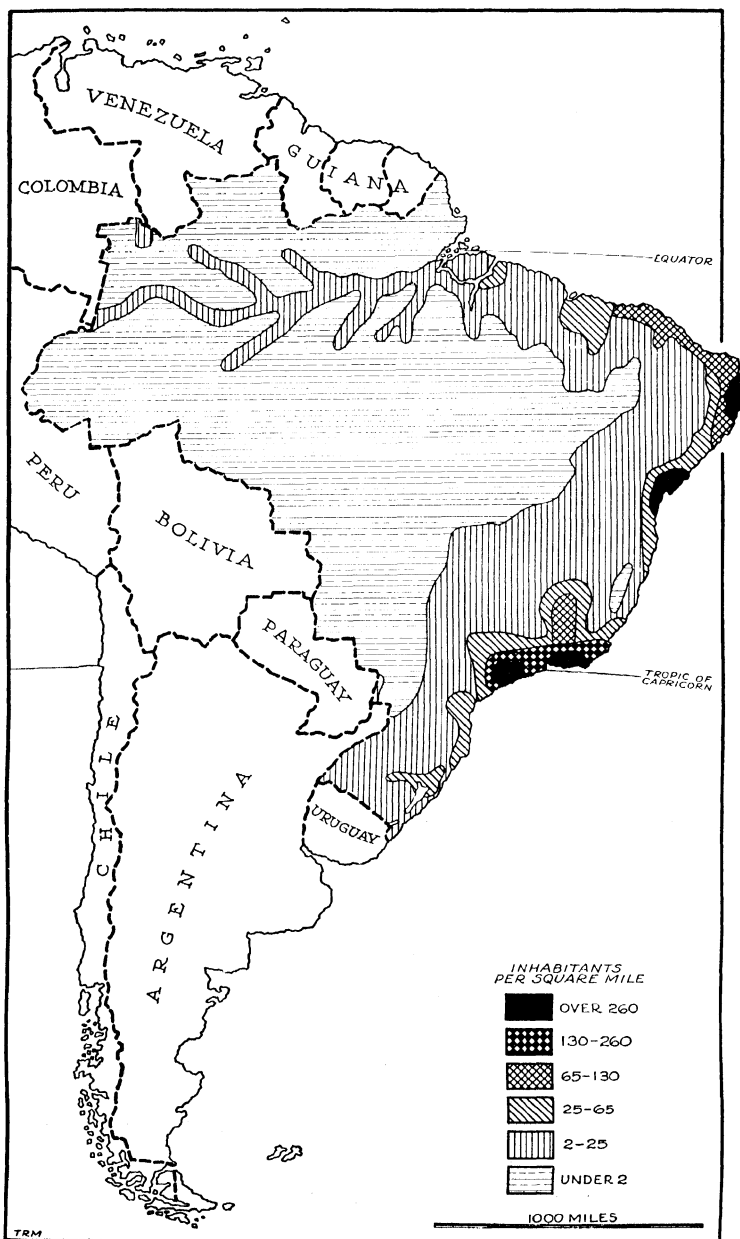 VENEZUELA
GUIANA
COLOMBIA
EQUATOR
PERU
BOLIVIA
PARAGUAY
TROPIC OF
CAPRICORN
CHILE
ARGENTINA
URUGUAY
INHABITANTS
PER SQUARE MILE
OVER 260
130-260
65-130
25-65
2-25
UNDER 2
1000 MILES
TRM